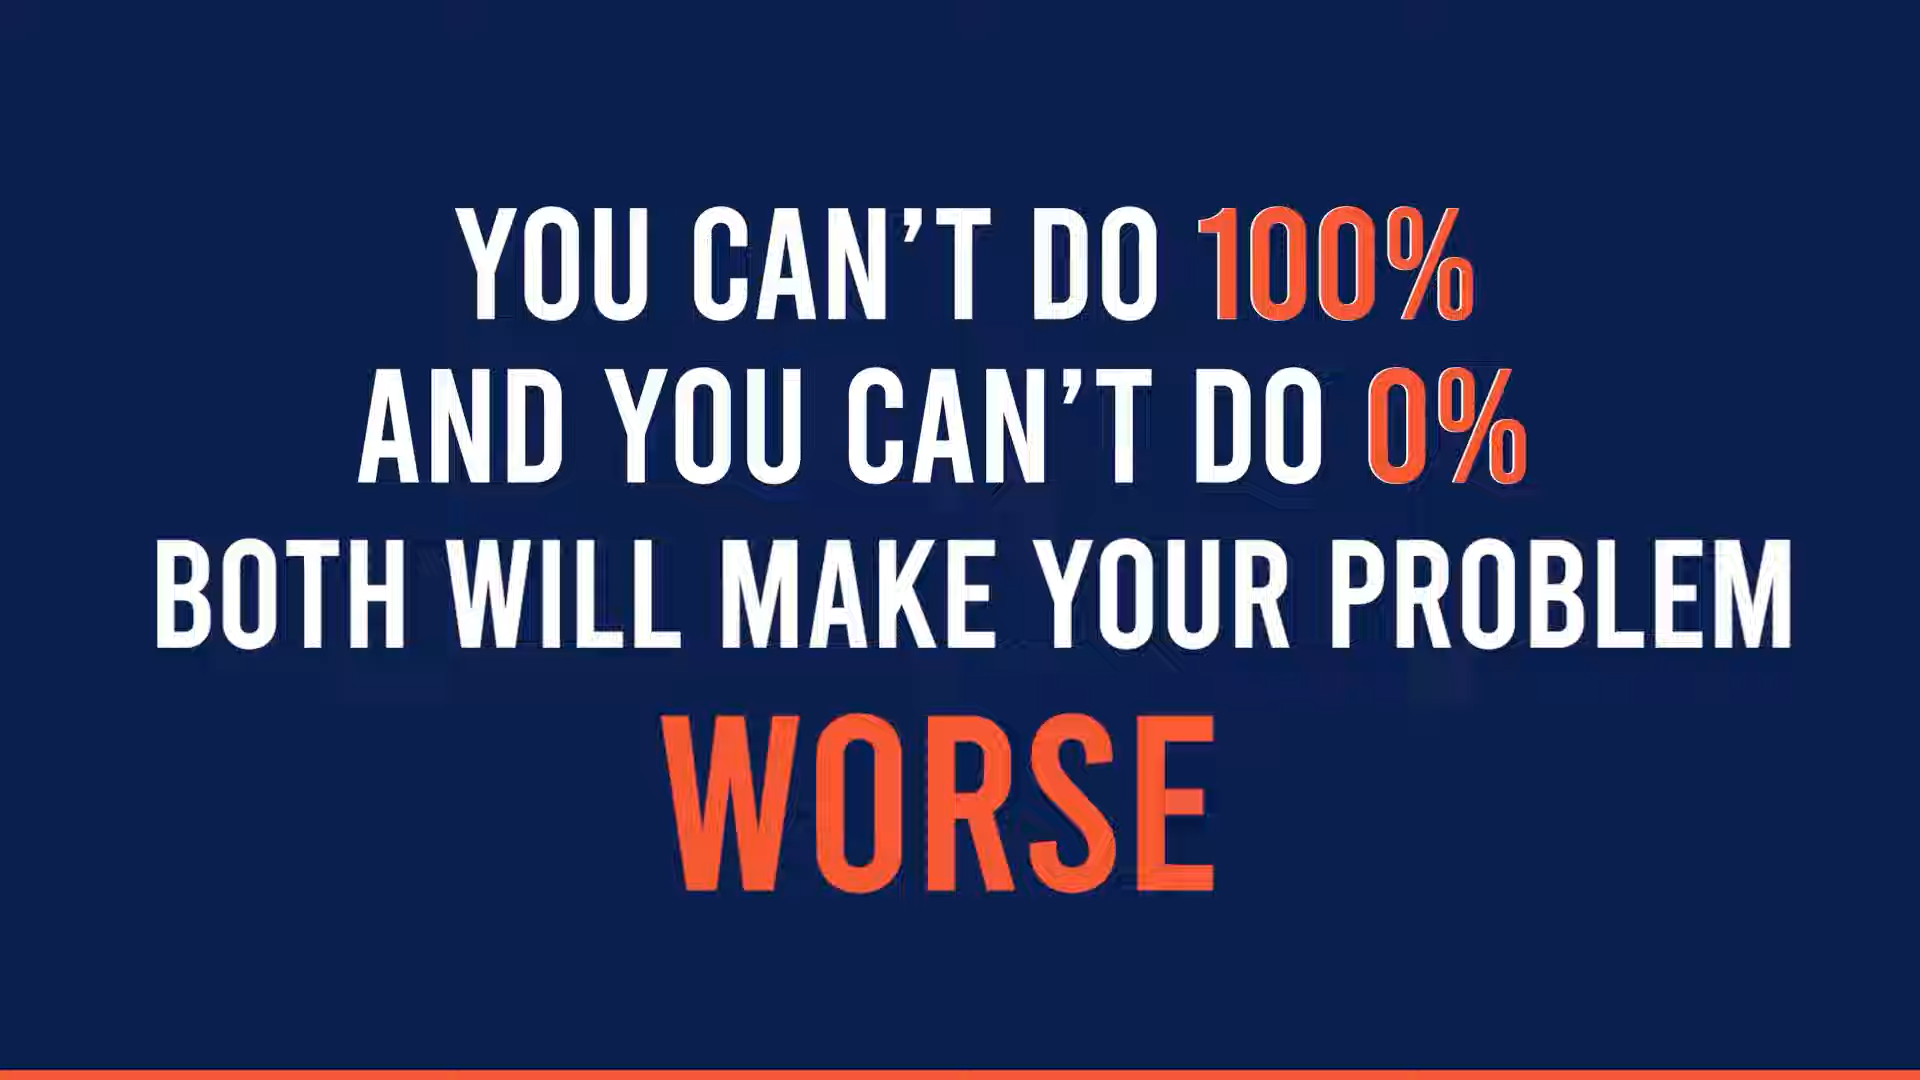 YOU CAN'T DO 100%
AND YOU CAN'T DO 0%
BOTH WILL MAKE YOUR PROBLEM
WORSE